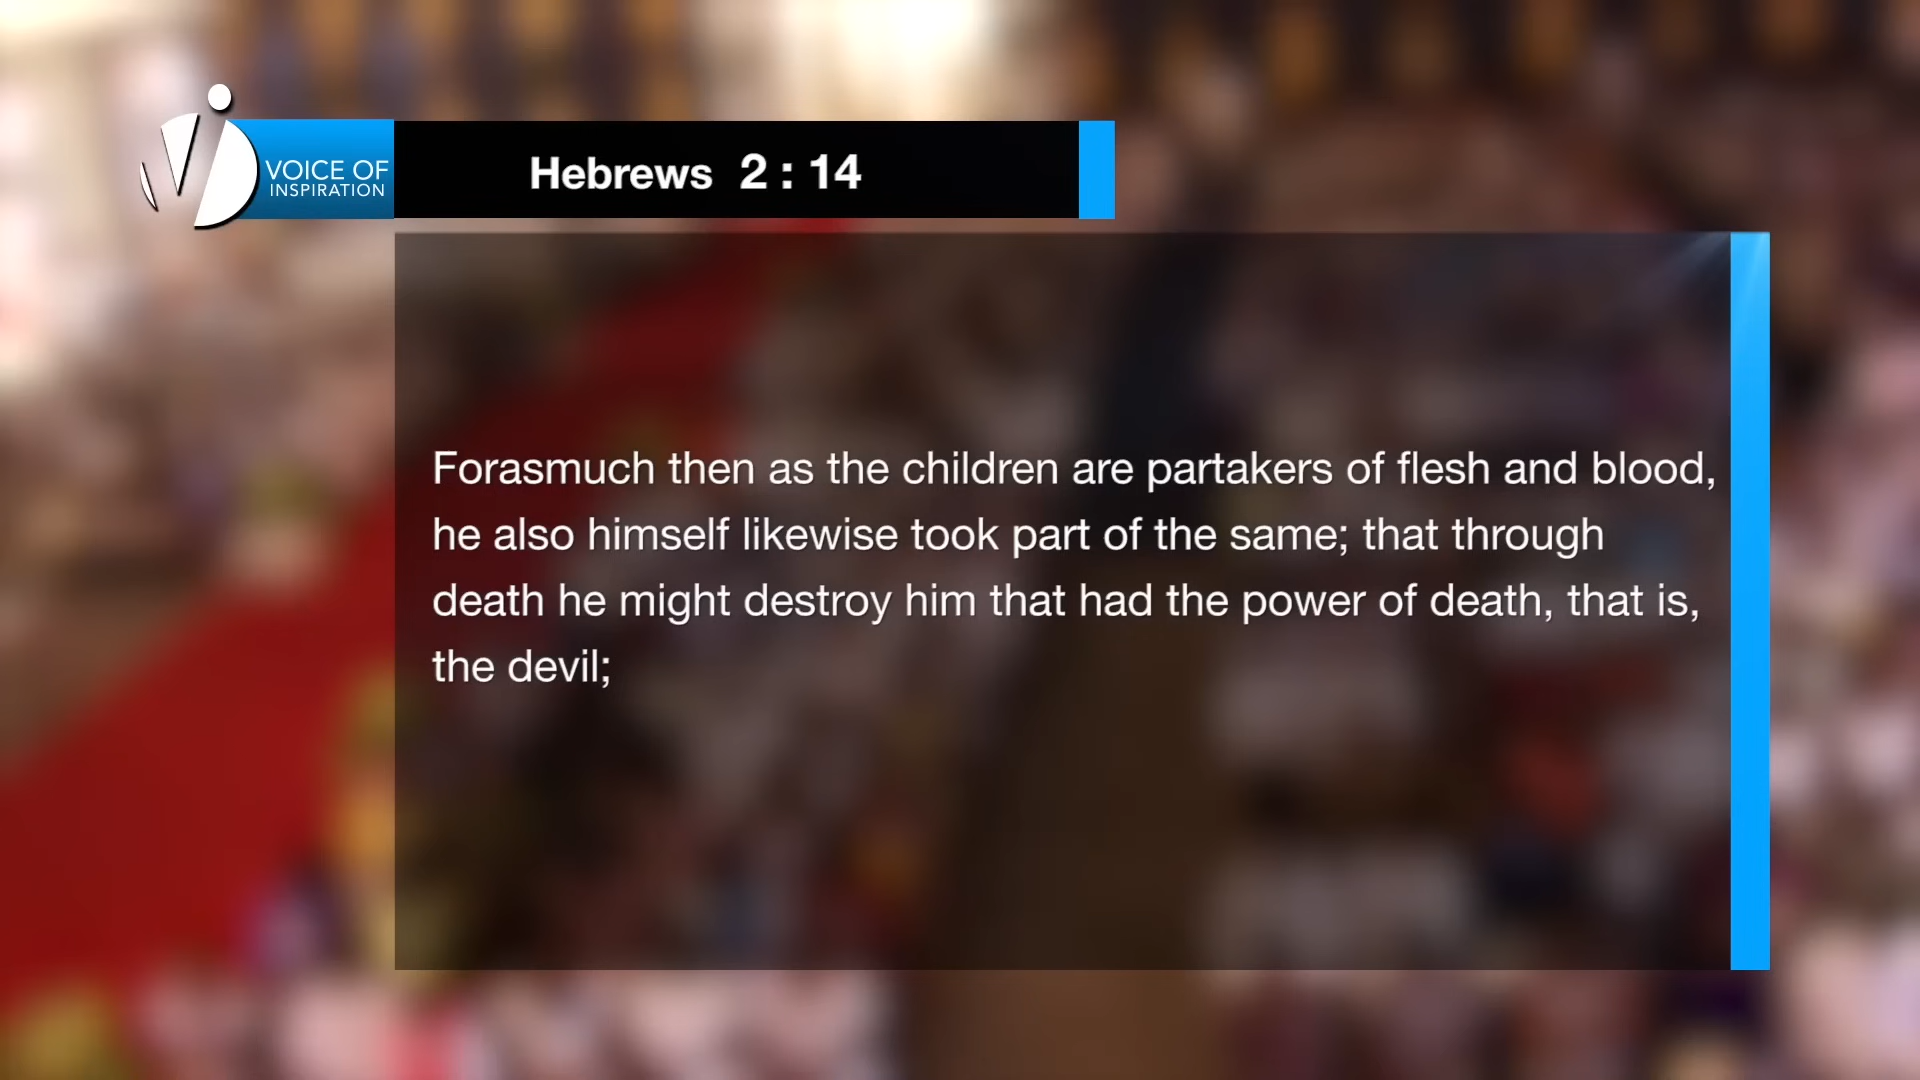 VOICE OF
INSPIRATION
Hebrews 2 : 14
Forasmuch then as the children are partakers of flesh and blood,
he also himself likewise took part of the same; that through
death he might destroy him that had the power of death, that is,
the devil;